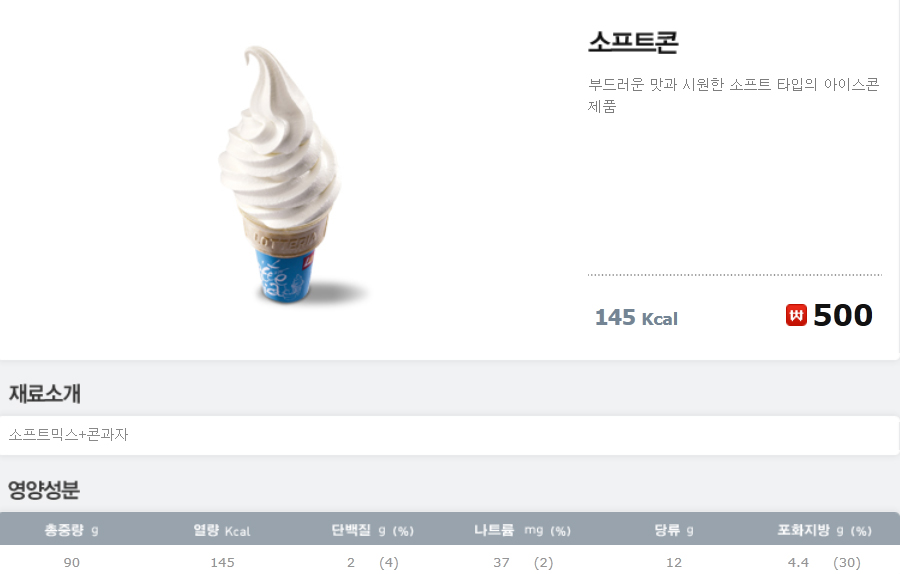 소프트콘
부드러운 맛과 시원한 소프트 타입의 아이스콘
제품
145 Kcal
₩ 500
재료소개
소프트믹스+콘과자
영양성분
총중량 g 열량 Kcal 단백질 g (%) 나트륨 mg (%) 당류 g 포화지방 g (%)
90 145 2 (4) 37 (2) 12 4.4 (30)